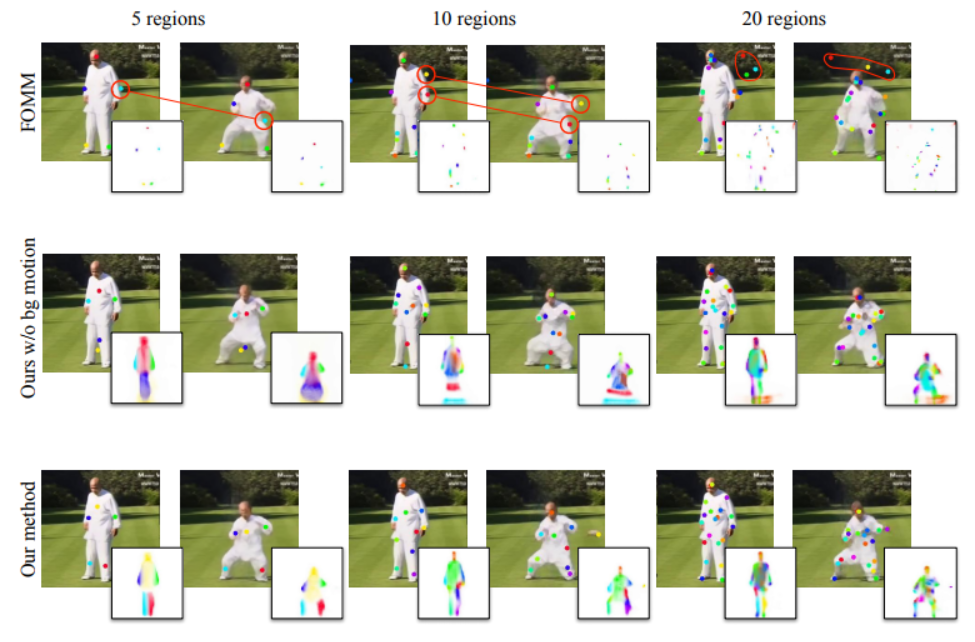 5 regions
10 regions
20 regions
FOMM
Ours w/o bg motion
Our method